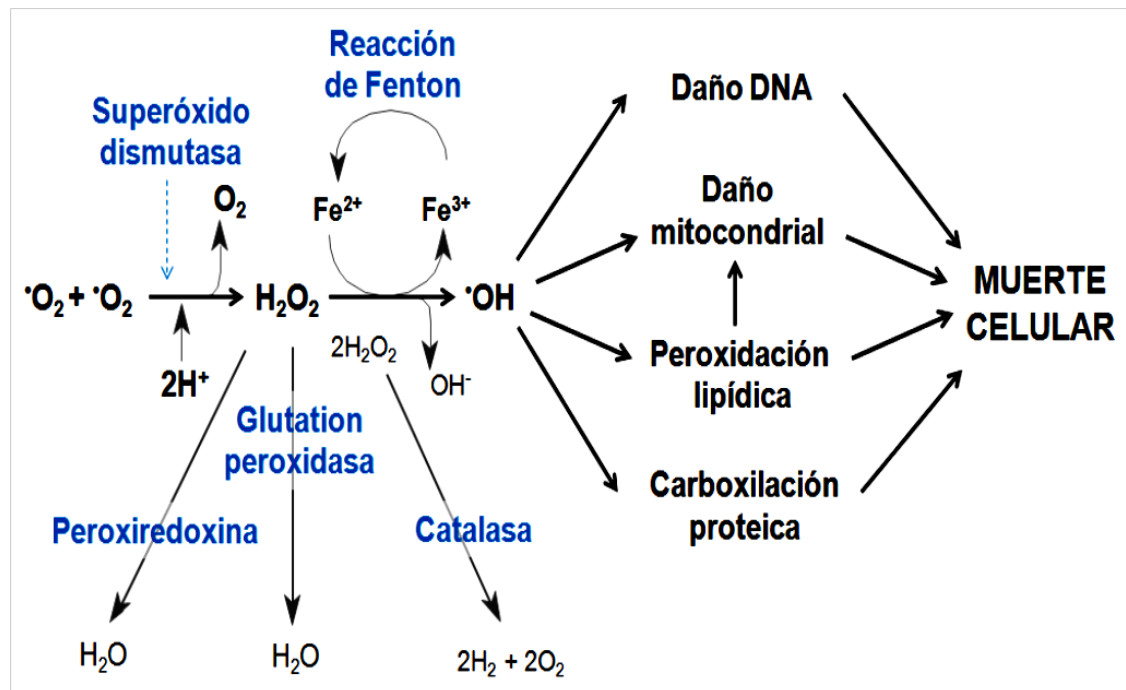 Reacción
de Fenton
Superóxido
dismutasa
O₂
Fe²⁺
Fe³⁺
•O₂ + •O₂
H₂O₂
•OH
2H⁺
2H₂O₂
OH⁻
Glutation
peroxidasa
Peroxiredoxina
Catalasa
H₂O
H₂O
2H₂ + 2O₂
Daño DNA
Daño
mitocondrial
Peroxidación
lipídica
Carboxilación
proteica
MUERTE
CELULAR